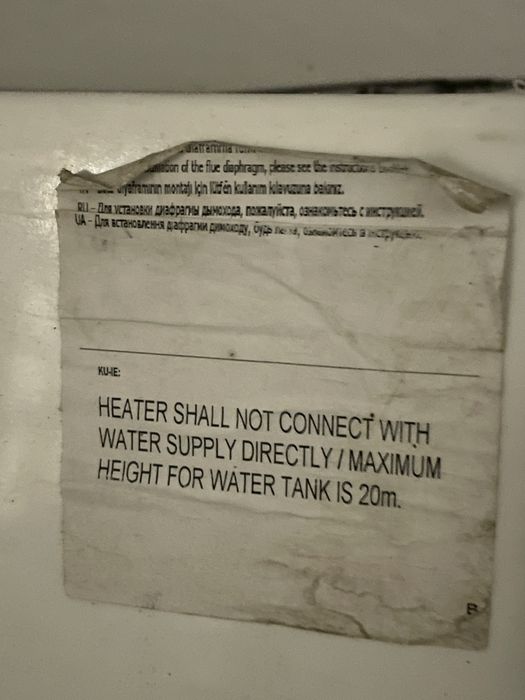 of the flue diaphragm, please see the instructions
diyaframının montajı için lütfen kullanım kılavuzuna bakınız.
RU - Для установки диафрагмы дымохода, пожалуйста, ознакомьтесь с инструкцией.
UA - Для встановлення діафрагми димоходу, будь
KU-IE:
HEATER SHALL NOT CONNECT WITH
WATER SUPPLY DIRECTLY / MAXIMUM
HEIGHT FOR WATER TANK IS 20m.
B